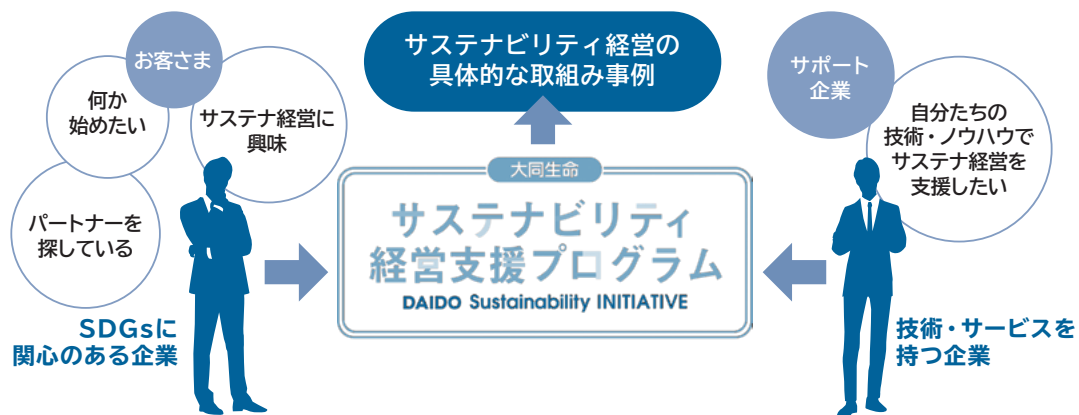 お客さま
何か
始めたい
サステナ経営に
興味
パートナーを
探している
SDGsに
関心のある企業
サステナビリティ経営の
具体的な取組み事例
大同生命
サステナビリティ
経営支援プログラム
DAIDO Sustainability INITIATIVE
サポート
企業
自分たちの
技術・ノウハウで
サステナ経営を
支援したい
技術・サービスを
持つ企業